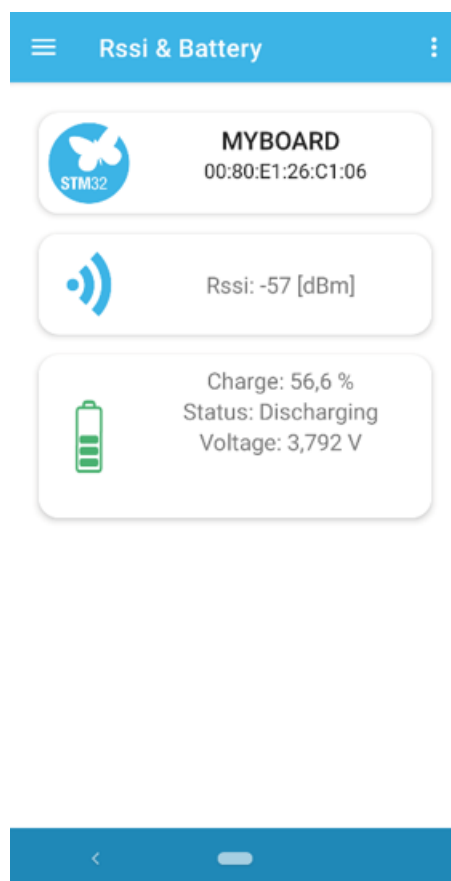 Rssi & Battery
STM32
MYBOARD
00:80:E1:26:C1:06
Rssi: -57 [dBm]
Charge: 56,6 %
Status: Discharging
Voltage: 3,792 V